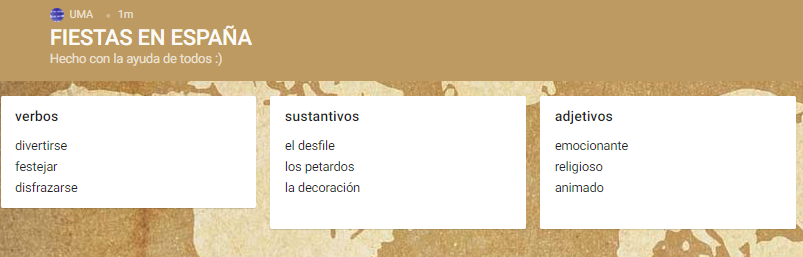 UMA • 1m
FIESTAS EN ESPAÑA
Hecho con la ayuda de todos :)
verbos
divertirse
festejar
disfrazarse
sustantivos
el desfile
los petardos
la decoración
adjetivos
emocionante
religioso
animado